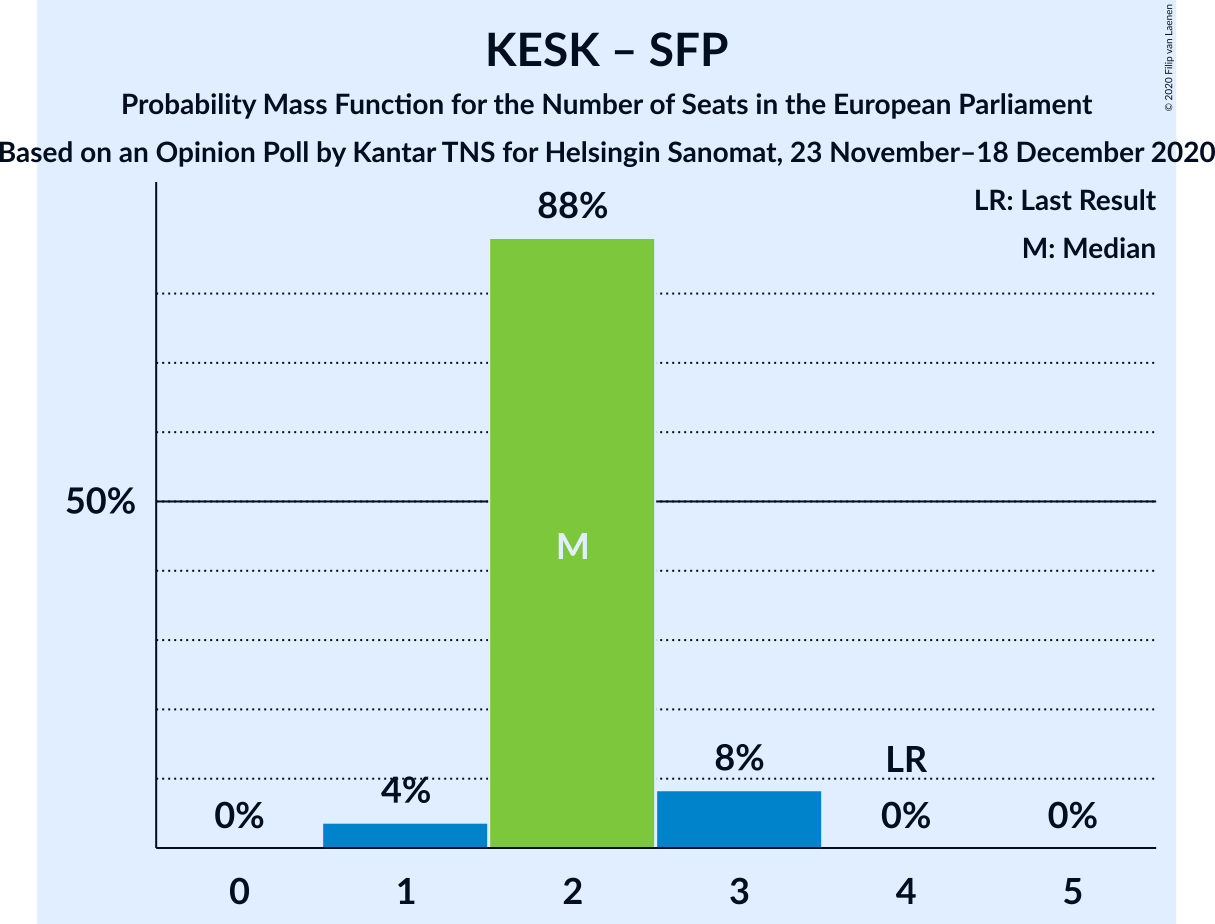 KESK – SFP
Probability Mass Function for the Number of Seats in the European Parliament
Based on an Opinion Poll by Kantar TNS for Helsingin Sanomat, 23 November–18 December 2020
© 2020 Filip van Laenen
LR: Last Result
M: Median
88%
50%
M
8%
LR
4%
0%
0%
0%
0 1 2 3 4 5